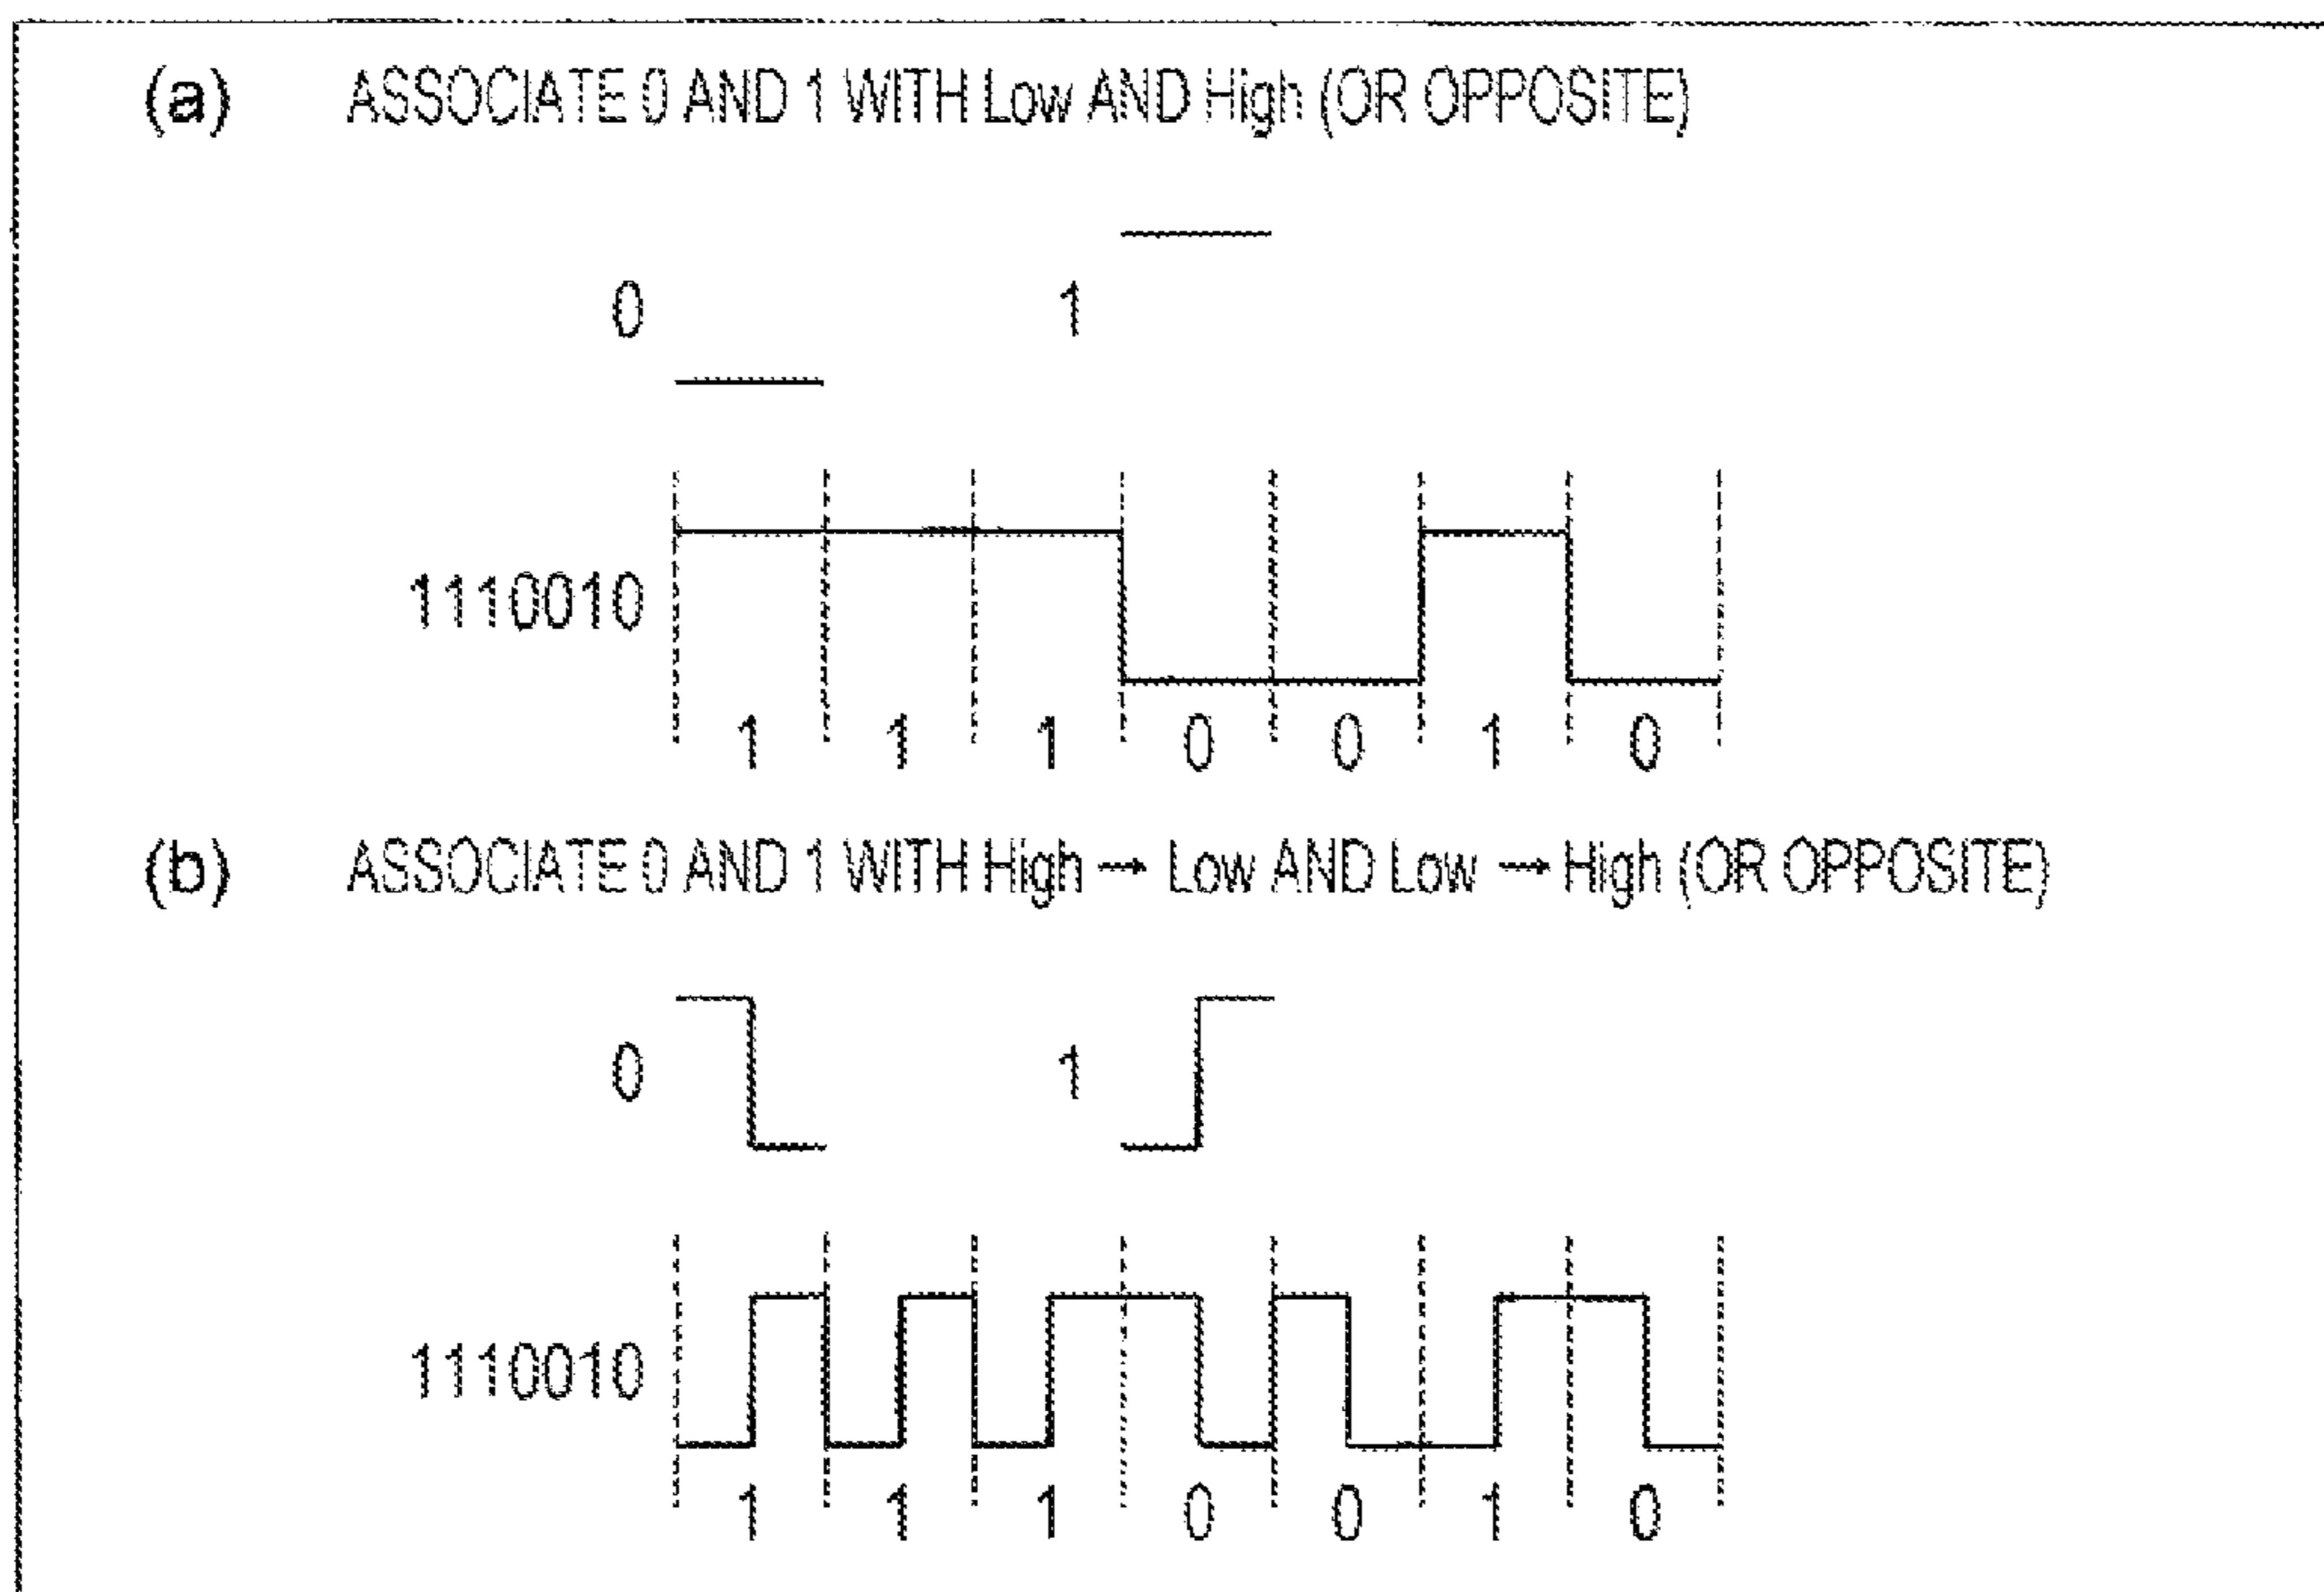 (a) ASSOCIATE 0 AND 1 WITH Low AND High (OR OPPOSITE)
0 1
1110010
1 1 1 0 0 1 0
(b) ASSOCIATE 0 AND 1 WITH High → Low AND Low → High (OR OPPOSITE)
0 1
1110010
1 1 1 0 0 1 0